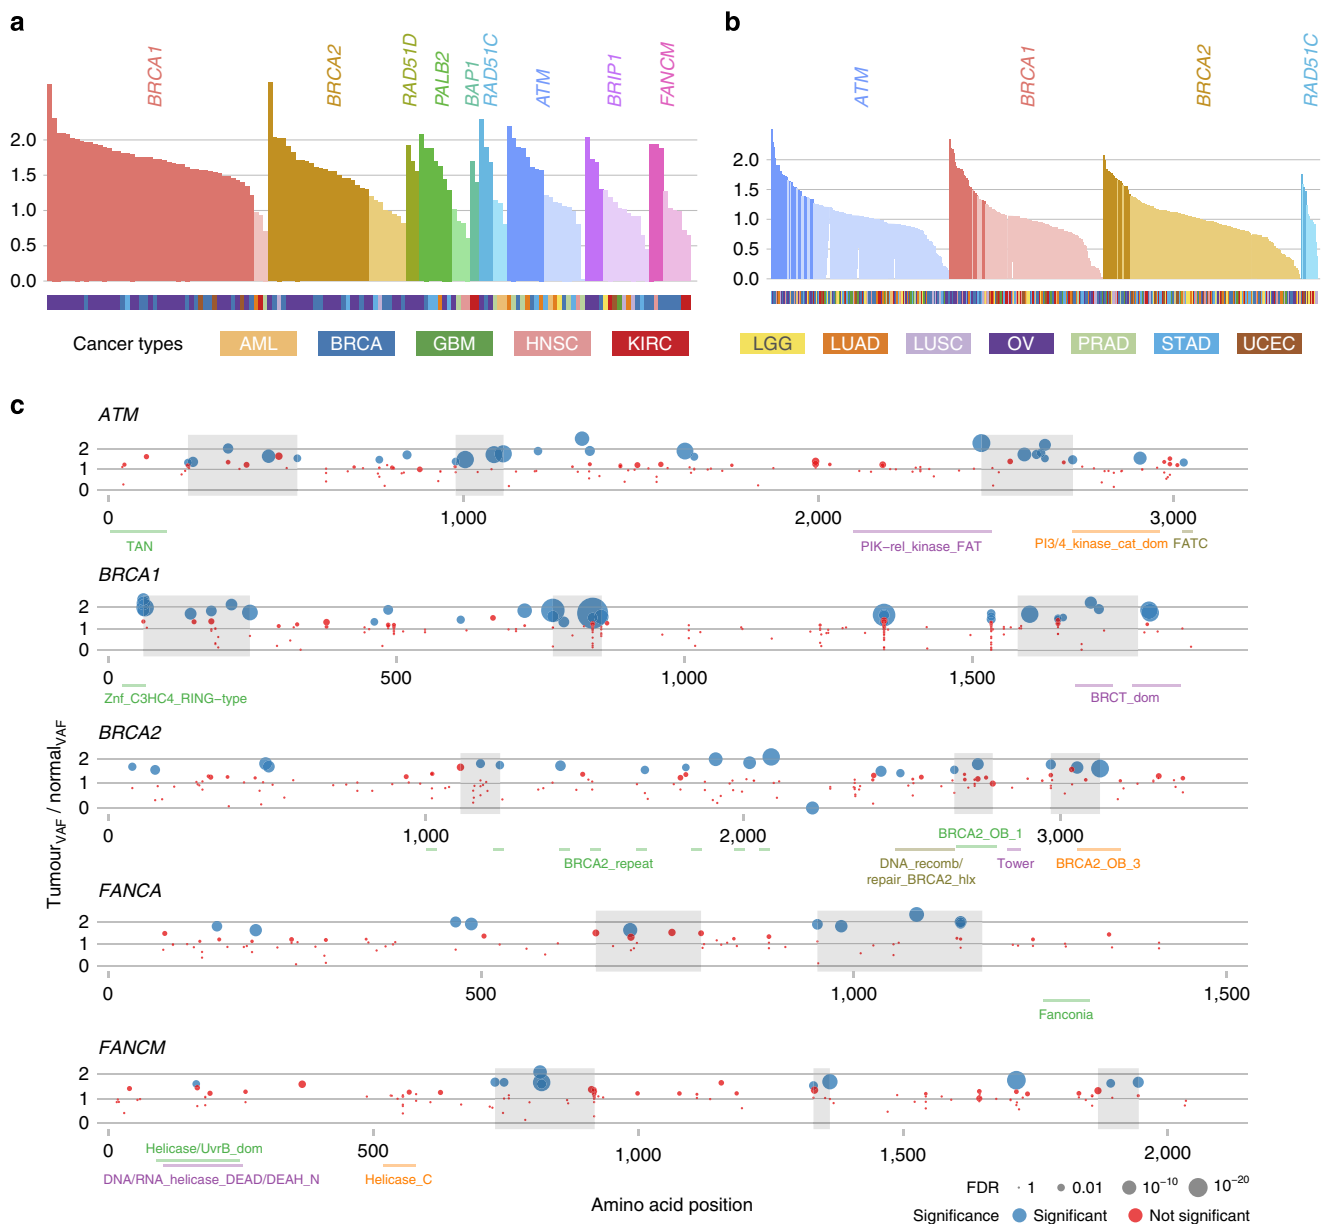 a
b
BRCA1
BRCA2
RAD51D
PALB2
BAP1
RAD51C
ATM
BRIP1
FANCM
ATM
BRCA1
BRCA2
RAD51C
2.0
1.5
1.0
0.5
0.0
2.0
1.5
1.0
0.5
0.0
Cancer types AML BRCA GBM HNSC KIRC LGG LUAD LUSC OV PRAD STAD UCEC
c
Tumour_VAF / normal_VAF
ATM
2
1
0
0 1,000 2,000 3,000
TAN PIK-rel_kinase_FAT PI3/4_kinase_cat_dom FATC
BRCA1
2
1
0
0 500 1,000 1,500
Znf_C3HC4_RING-type BRCT_dom
BRCA2
2
1
0
0 1,000 2,000 3,000
BRCA2_OB_1
BRCA2_repeat DNA_recomb/ Tower BRCA2_OB_3
repair_BRCA2_hlx
FANCA
2
1
0
0 500 1,000 1,500
Fanconia
FANCM
2
1
0
0 500 1,000 1,500 2,000
Helicase/UvrB_dom
DNA/RNA_helicase_DEAD/DEAH_N Helicase_C
Amino acid position
FDR 1 0.01 10⁻¹⁰ 10⁻²⁰
Significance Significant Not significant